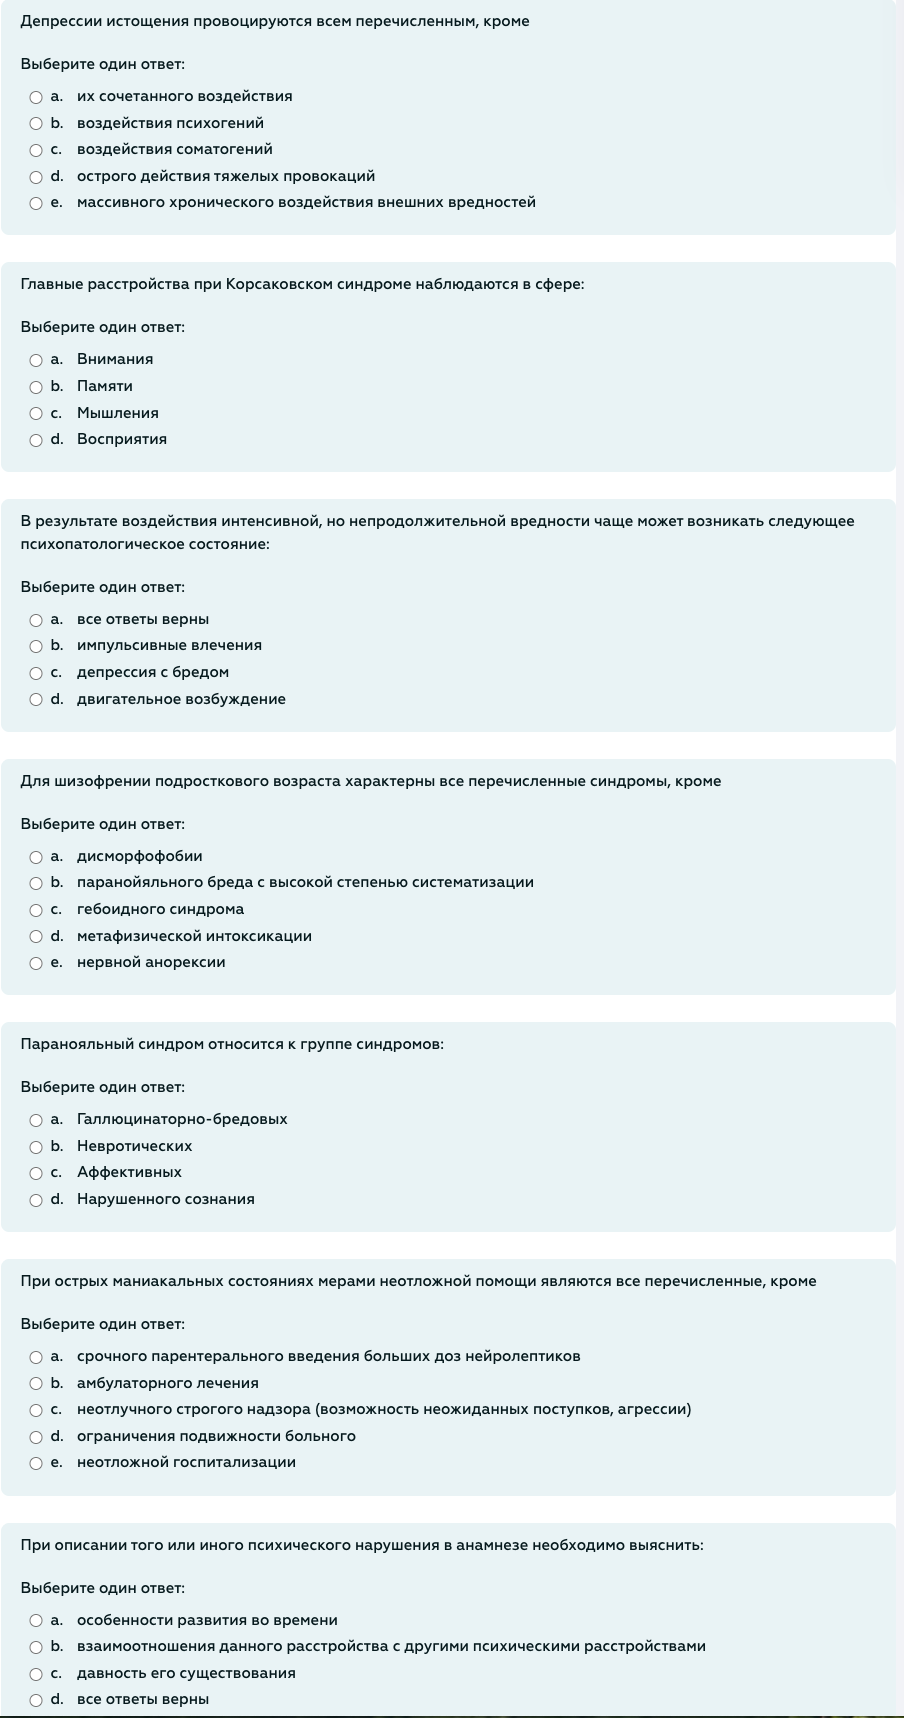 Депрессии истощения провоцируются всем перечисленным, кроме
Выберите один ответ:
a. их сочетанного воздействия
b. воздействия психогений
c. воздействия соматогений
d. острого действия тяжелых провокаций
e. массивного хронического воздействия внешних вредностей
Главные расстройства при Корсаковском синдроме наблюдаются в сфере:
Выберите один ответ:
a. Внимания
b. Памяти
c. Мышления
d. Восприятия
В результате воздействия интенсивной, но непродолжительной вредности чаще может возникать следующее
психопатологическое состояние:
Выберите один ответ:
a. все ответы верны
b. импульсивные влечения
c. депрессия с бредом
d. двигательное возбуждение
Для шизофрении подросткового возраста характерны все перечисленные синдромы, кроме
Выберите один ответ:
a. дисморфофобии
b. паранойяльного бреда с высокой степенью систематизации
c. гебоидного синдрома
d. метафизической интоксикации
e. нервной анорексии
Паранояльный синдром относится к группе синдромов:
Выберите один ответ:
a. Галлюцинаторно-бредовых
b. Невротических
c. Аффективных
d. Нарушенного сознания
При острых маниакальных состояниях мерами неотложной помощи являются все перечисленные, кроме
Выберите один ответ:
a. срочного парентерального введения больших доз нейролептиков
b. амбулаторного лечения
c. неотлучного строгого надзора (возможность неожиданных поступков, агрессии)
d. ограничения подвижности больного
e. неотложной госпитализации
При описании того или иного психического нарушения в анамнезе необходимо выяснить:
Выберите один ответ:
a. особенности развития во времени
b. взаимоотношения данного расстройства с другими психическими расстройствами
c. давность его существования
d. все ответы верны